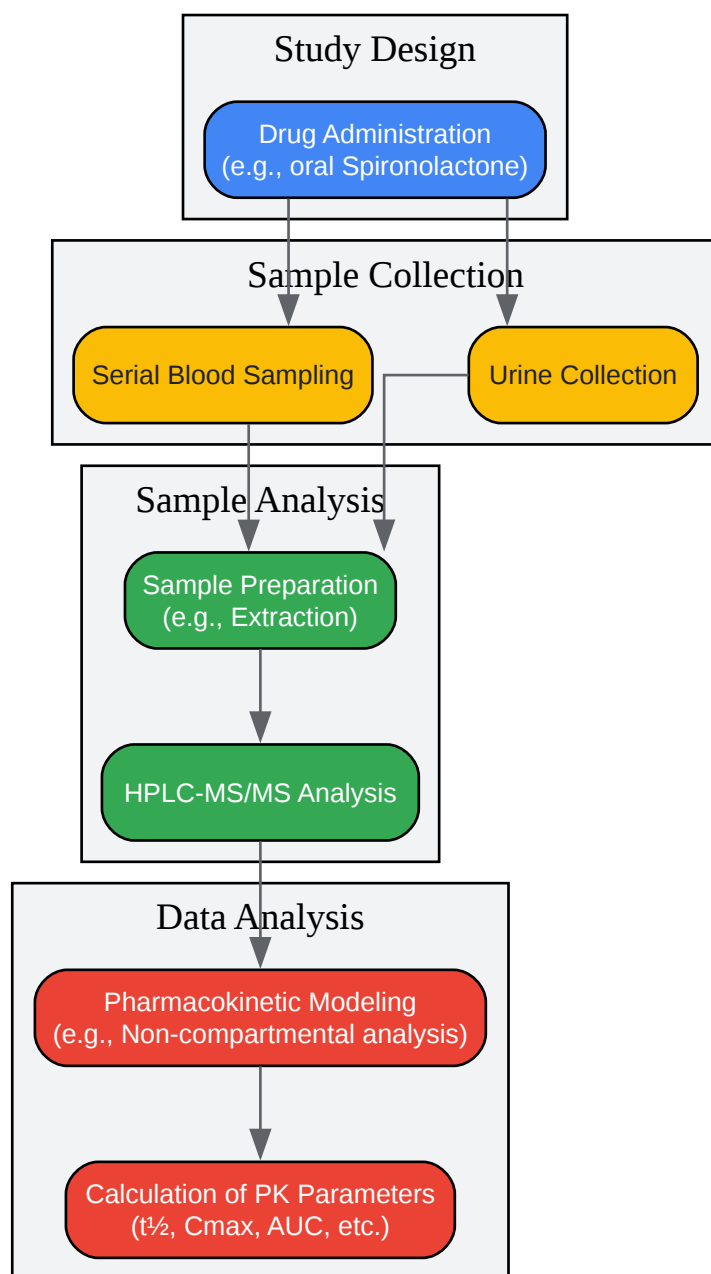 Study Design
Drug Administration
(e.g., oral Spironolactone)
Sample Collection
Serial Blood Sampling
Urine Collection
Sample Analysis
Sample Preparation
(e.g., Extraction)
HPLC-MS/MS Analysis
Data Analysis
Pharmacokinetic Modeling
(e.g., Non-compartmental analysis)
Calculation of PK Parameters
(t½, Cmax, AUC, etc.)